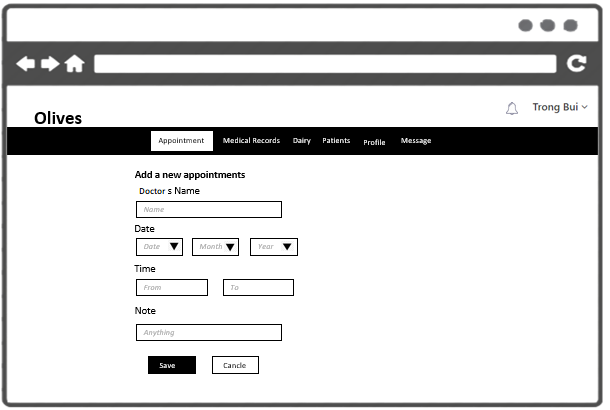 Trong Bui
Olives
Appointment Medical Records Dairy Patients Profile Message
Add a new appointments
Doctor s Name
Name
Date
Date Month Year
Time
From To
Note
Anything
Save Cancle